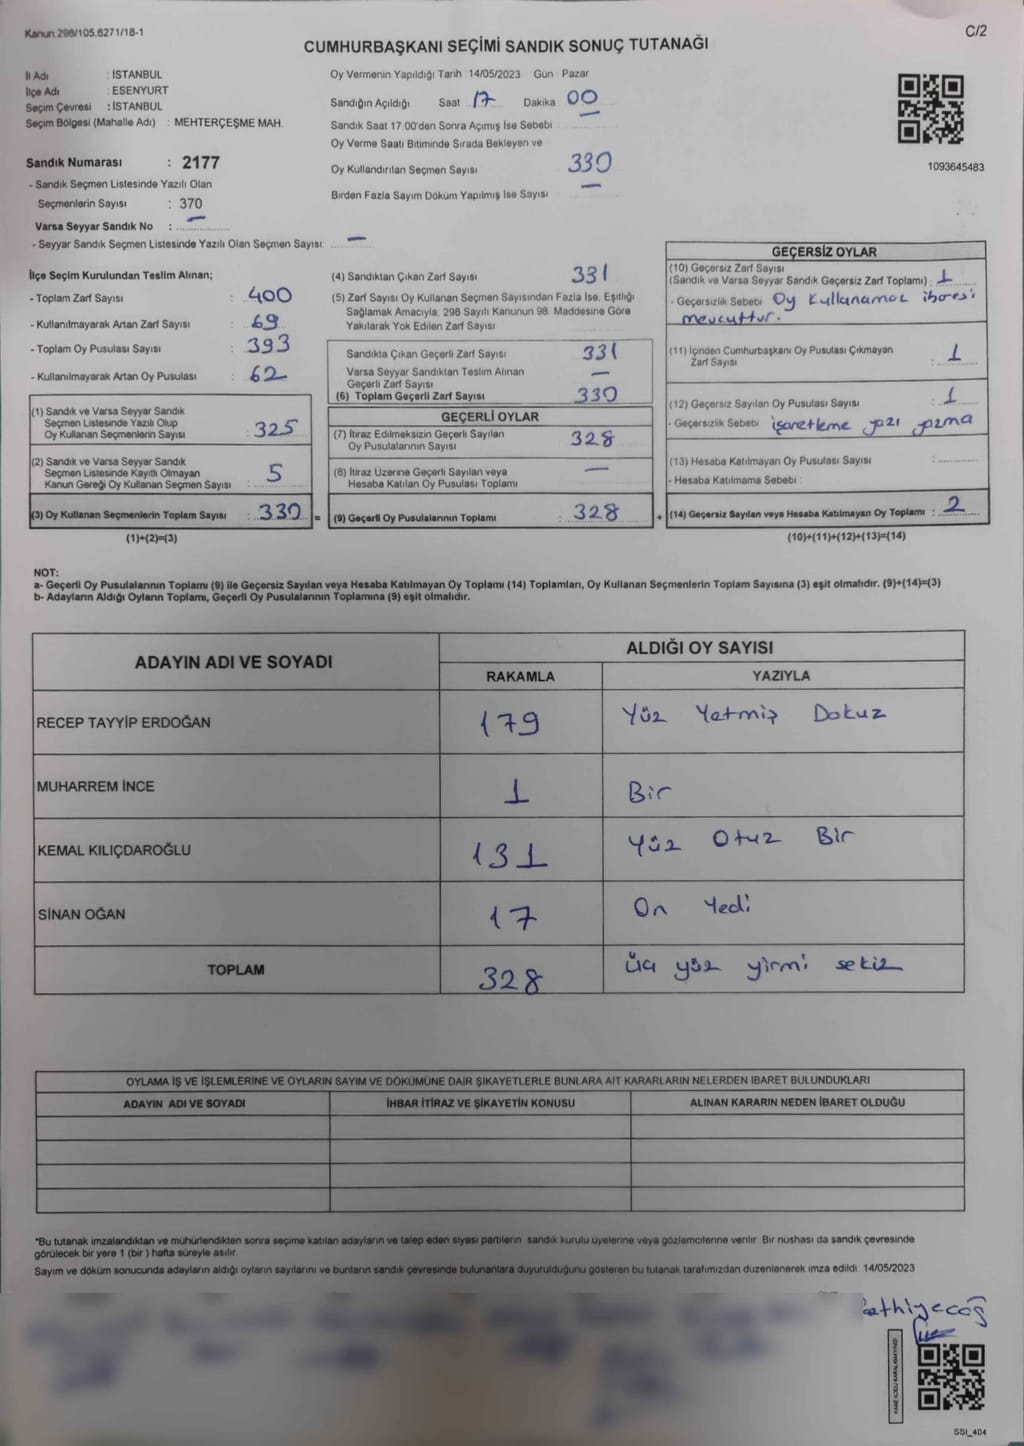 Kanun:298/105,6271/18-1
C/2
CUMHURBAŞKANI SEÇİMİ SANDIK SONUÇ TUTANAĞI
İl Adı : İSTANBUL
İlçe Adı : ESENYURT
Seçim Çevresi : İSTANBUL
Seçim Bölgesi (Mahalle Adı) : MEHTERÇEŞME MAH.
Sandık Numarası : 2177
- Sandık Seçmen Listesinde Yazılı Olan
Seçmenlerin Sayısı : 370
Varsa Seyyar Sandık No : —
- Seyyar Sandık Seçmen Listesinde Yazılı Olan Seçmen Sayısı: —
Oy Vermenin Yapıldığı Tarih :14/05/2023 Gün Pazar
Sandığın Açıldığı Saat 17 Dakika 00
Sandık Saat 17:00'den Sonra Açımış İse Sebebi —
Oy Verme Saati Bitiminde Sırada Bekleyen ve
Oy Kullandırılan Seçmen Sayısı 330
Birden Fazla Sayım Döküm Yapılmış İse Sayısı —
1093645483
İlçe Seçim Kurulundan Teslim Alınan;
- Toplam Zarf Sayısı : 400
- Kullanılmayarak Artan Zarf Sayısı : 69
- Toplam Oy Pusulası Sayısı : 393
- Kullanılmayarak Artan Oy Pusulası : 62
(1) Sandık ve Varsa Seyyar Sandık
Seçmen Listesinde Yazılı Olup
Oy Kullanan Seçmenlerin Sayısı : 325
(2) Sandık ve Varsa Seyyar Sandık
Seçmen Listesinde Kayıtlı Olmayan
Kanun Gereği Oy Kullanan Seçmen Sayısı : 5
(3) Oy Kullanan Seçmenlerin Toplam Sayısı : 330 =
(1)+(2)=(3)
(4) Sandıktan Çıkan Zarf Sayısı 331
(5) Zarf Sayısı Oy Kullanan Seçmen Sayısından Fazla İse, Eşitliği
Sağlamak Amacıyla, 298 Sayılı Kanunun 98. Maddesine Göre
Yakılarak Yok Edilen Zarf Sayısı
Sandıkta Çıkan Geçerli Zarf Sayısı 331
Varsa Seyyar Sandıktan Teslim Alınan
Geçerli Zarf Sayısı —
(6) Toplam Geçerli Zarf Sayısı 330
GEÇERLİ OYLAR
(7) İtiraz Edilmeksizin Geçerli Sayılan
Oy Pusulalarının Sayısı 328
(8) İtiraz Üzerine Geçerli Sayılan veya
Hesaba Katılan Oy Pusulası Toplamı —
(9) Geçerli Oy Pusulalarının Toplamı 328 +
GEÇERSİZ OYLAR
(10) Geçersiz Zarf Sayısı
(Sandık ve Varsa Seyyar Sandık Geçersiz Zarf Toplamı) : 1
- Geçersizlik Sebebi Oy Kullanamaz ibaresi
mevcuttur.
(11) İçinden Cumhurbaşkanı Oy Pusulası Çıkmayan
Zarf Sayısı : 1
(12) Geçersiz Sayılan Oy Pusulası Sayısı : 1
- Geçersizlik Sebebi işaretleme yazı yazma
(13) Hesaba Katılmayan Oy Pusulası Sayısı :
- Hesaba Katılmama Sebebi :
(14) Geçersiz Sayılan veya Hesaba Katılmayan Oy Toplamı : 2
(10)+(11)+(12)+(13)=(14)
NOT:
a- Geçerli Oy Pusulalarının Toplamı (9) ile Geçersiz Sayılan veya Hesaba Katılmayan Oy Toplamı (14) Toplamları, Oy Kullanan Seçmenlerin Toplam Sayısına (3) eşit olmalıdır. (9)+(14)=(3)
b- Adayların Aldığı Oyların Toplamı, Geçerli Oy Pusulalarının Toplamına (9) eşit olmalıdır.
ADAYIN ADI VE SOYADI ALDIĞI OY SAYISI
RAKAMLA YAZIYLA
RECEP TAYYİP ERDOĞAN 179 Yüz Yetmiş Dokuz
MUHARREM İNCE 1 Bir
KEMAL KILIÇDAROĞLU 131 Yüz Otuz Bir
SİNAN OĞAN 17 On Yedi
TOPLAM 328 Üç yüz yirmi sekiz
OYLAMA İŞ VE İŞLEMLERİNE VE OYLARIN SAYIM VE DÖKÜMÜNE DAİR ŞİKAYETLERLE BUNLARA AİT KARARLARIN NELERDEN İBARET BULUNDUKLARI
ADAYIN ADI VE SOYADI İHBAR İTİRAZ VE ŞİKAYETİN KONUSU ALINAN KARARIN NEDEN İBARET OLDUĞU
*Bu tutanak imzalandıktan ve mühürlendikten sonra seçime katılan adayların ve talep eden siyasi partilerin sandık kurulu üyelerine veya gözlemcilerine verilir. Bir nüshası da sandık çevresinde
görülecek bir yere 1 (bir ) hafta süreyle asılır.
Sayım ve döküm sonucunda adayların aldığı oyların sayılarını ve bunların sandık çevresinde bulunanlara duyurulduğunu gösteren bu tutanak tarafımızdan düzenlenerek imza edildi. 14/05/2023
SSI_404